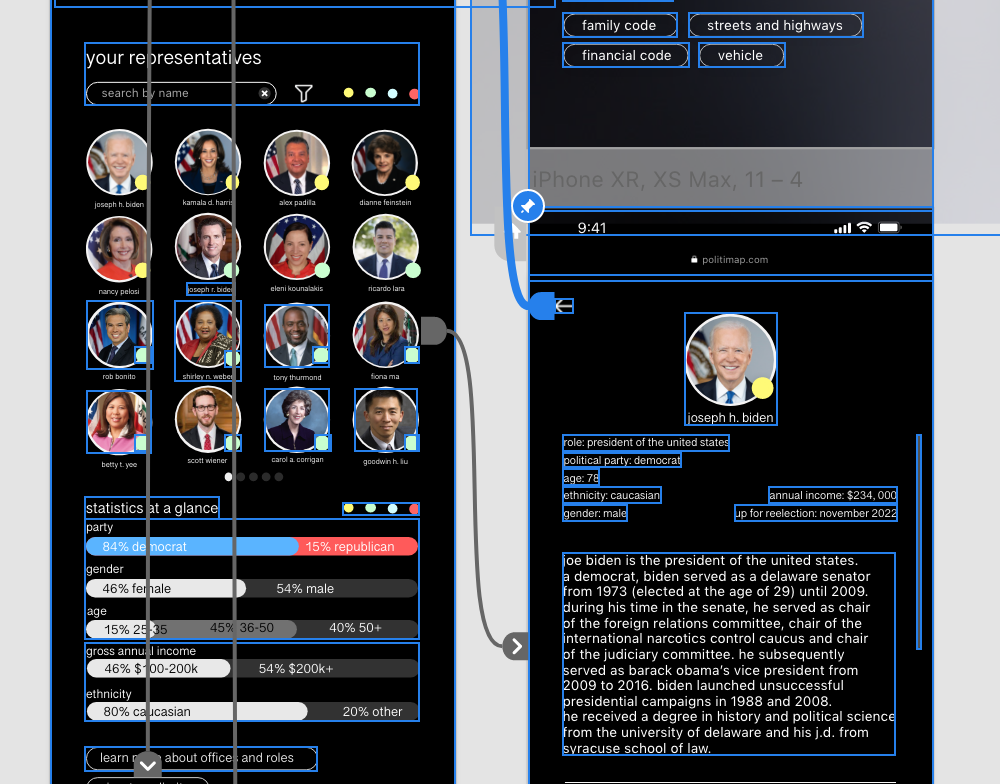 your representatives
search by name
joseph h. biden
kamala d. harris
alex padilla
dianne feinstein
nancy pelosi
joseph r. biden
eleni kounalakis
ricardo lara
rob bonito
shirley n. weber
tony thurmond
fiona ma
betty t. yee
scott wiener
carol a. corrigan
goodwin h. liu
statistics at a glance
party
84% democrat
15% republican
gender
46% female
54% male
age
15% 25-35
45% 36-50
40% 50+
gross annual income
46% $100-200k
54% $200k+
ethnicity
80% caucasian
20% other
learn more about offices and roles
family code
streets and highways
financial code
vehicle
iPhone XR, XS Max, 11 – 4
9:41
politimap.com
joseph h. biden
role: president of the united states
political party: democrat
age: 78
ethnicity: caucasian
annual income: $234, 000
gender: male
up for reelection: november 2022
joe biden is the president of the united states.
a democrat, biden served as a delaware senator
from 1973 (elected at the age of 29) until 2009.
during his time in the senate, he served as chair
of the foreign relations committee, chair of the
international narcotics control caucus and chair
of the judiciary committee. he subsequently
served as barack obama's vice president from
2009 to 2016. biden launched unsuccessful
presidential campaigns in 1988 and 2008.
he received a degree in history and political science
from the university of delaware and his j.d. from
syracuse school of law.